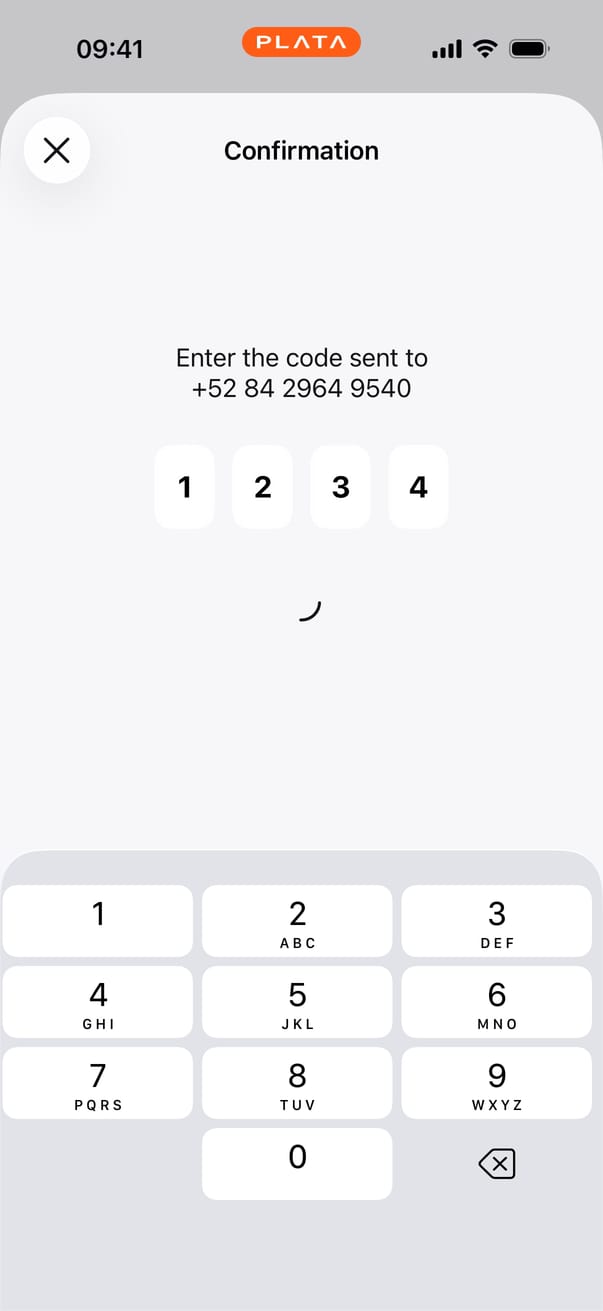 09:41
PLATA
Confirmation
Enter the code sent to
+52 84 2964 9540
1 2 3 4
1
2
ABC
3
DEF
4
GHI
5
JKL
6
MNO
7
PQRS
8
TUV
9
WXYZ
0